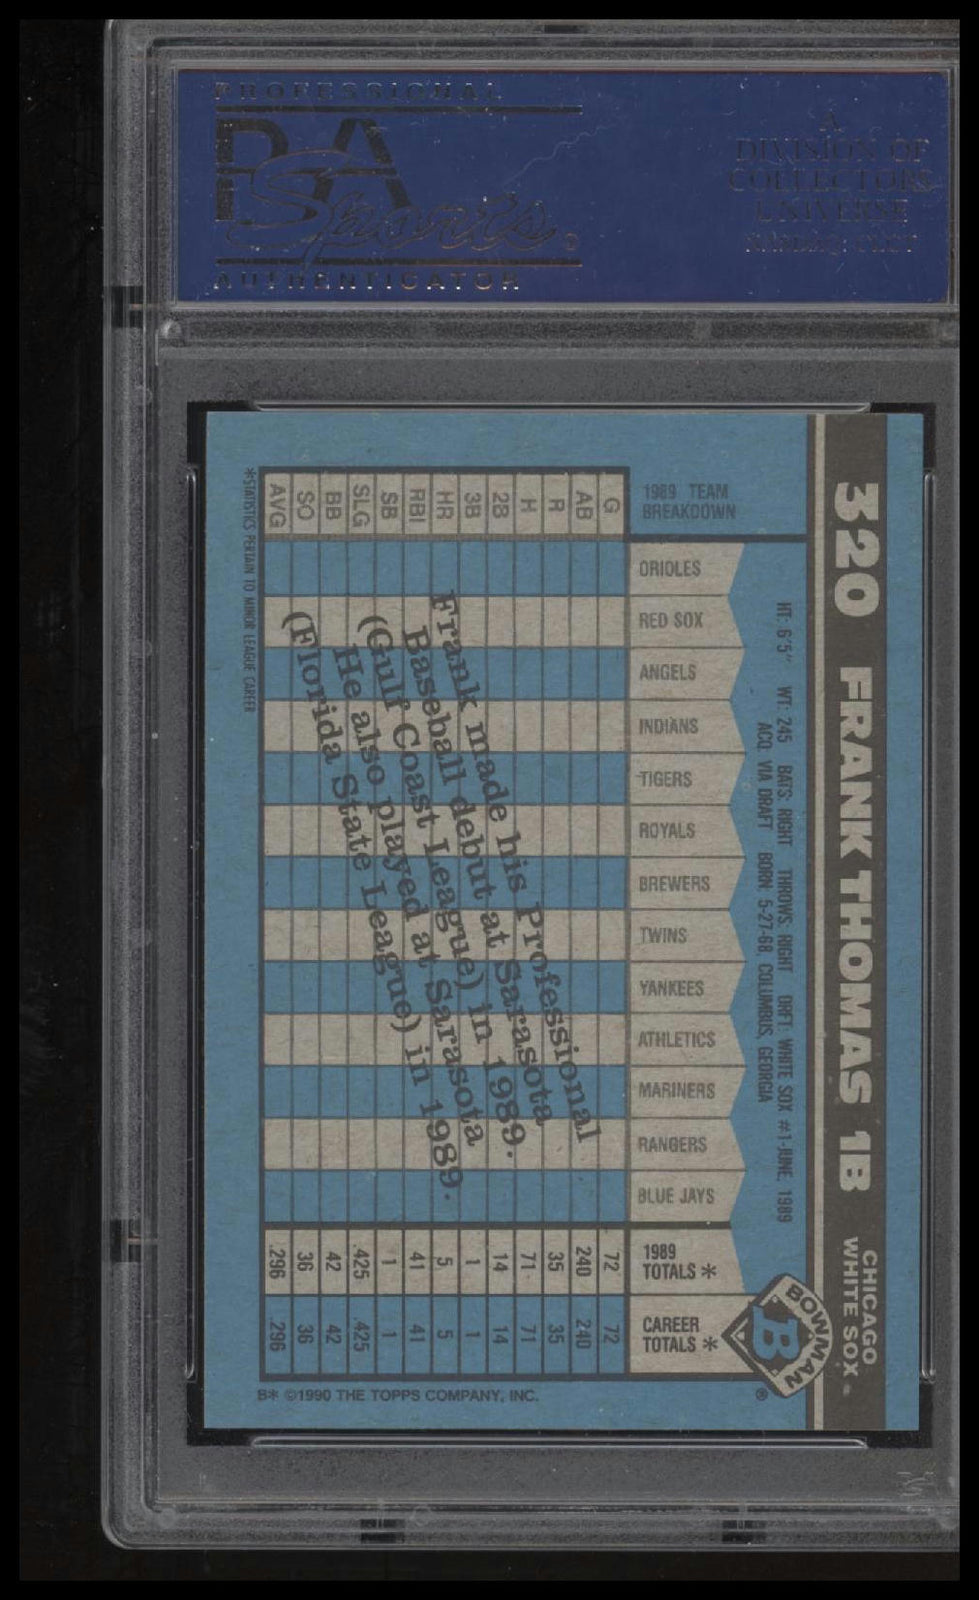 PROFESSIONAL
PSA
Sports
AUTHENTICATOR
A
DIVISION OF
COLLECTORS
UNIVERSE
NASDAQ: CLCT
320 FRANK THOMAS 1B CHICAGO
WHITE SOX
HT: 6'5" WT: 245 BATS: RIGHT THROWS: RIGHT DRFT: WHITE SOX #1-JUNE, 1989
ACQ. VIA DRAFT BORN: 5-27-68, COLUMBUS, GEORGIA
BOWMAN
B
®
1989 TEAM
BREAKDOWN
G AB R H 2B 3B HR RBI SB SLG BB SO AVG
ORIOLES
RED SOX
ANGELS
INDIANS
TIGERS
ROYALS
BREWERS
TWINS
YANKEES
ATHLETICS
MARINERS
RANGERS
BLUE JAYS
1989
TOTALS * 72 240 35 71 14 1 5 41 1 .425 42 36 .296
CAREER
TOTALS * 72 240 35 71 14 1 5 41 1 .425 42 36 .296
Frank made his Professional
Baseball debut at Sarasota
(Gulf Coast League) in 1989.
He also played at Sarasota
(Florida State League) in 1989.
*STATISTICS PERTAIN TO MINOR LEAGUE CAREER
B* ©1990 THE TOPPS COMPANY, INC.